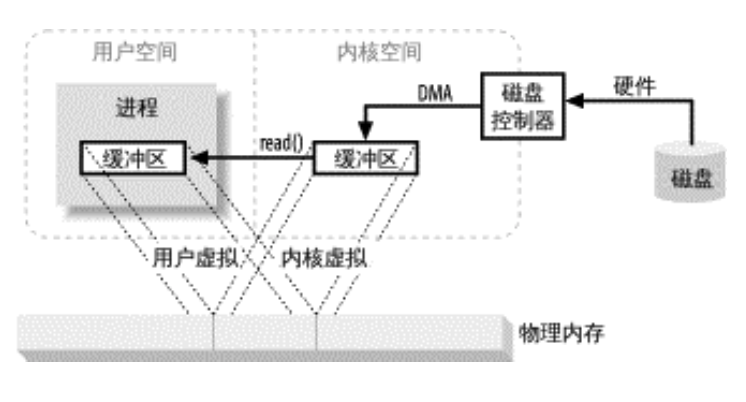 用户空间
内核空间
进程
缓冲区
read()
缓冲区
DMA
磁盘
控制器
硬件
磁盘
用户虚拟
内核虚拟
物理内存